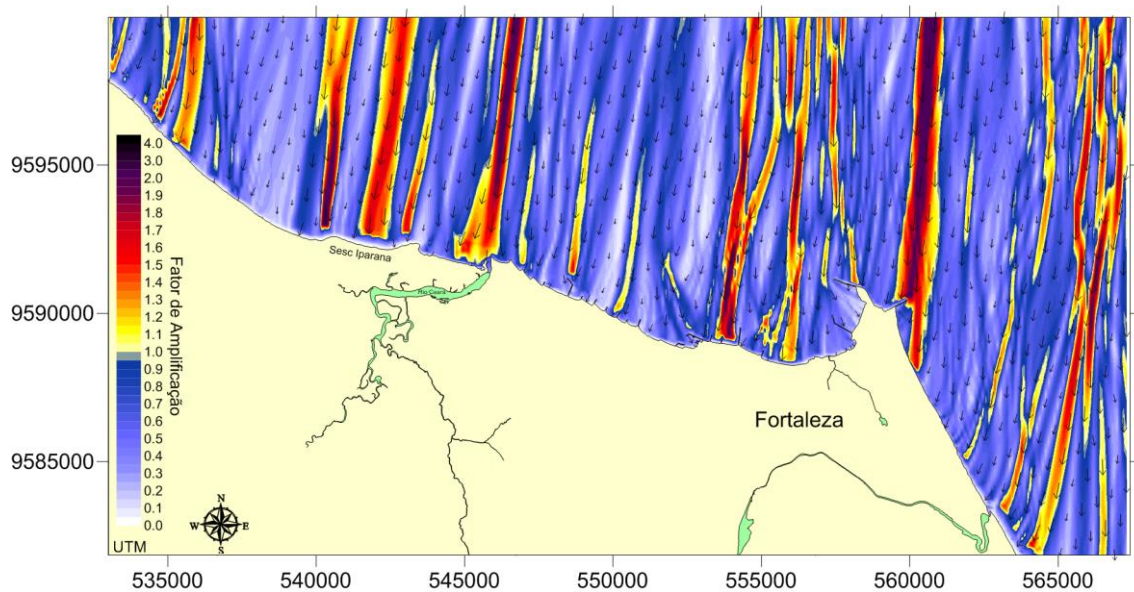 9595000
9590000
9585000
4.0
3.0
2.0
1.9
1.8
1.7
1.6
1.5
1.4
1.3
1.2
1.1
1.0
0.9
0.8
0.7
0.6
0.5
0.4
0.3
0.2
0.1
0.0
Fator de Amplificação
Sesc Iparana
Rio Ceará
Fortaleza
N
W E
S
UTM
535000 540000 545000 550000 555000 560000 565000